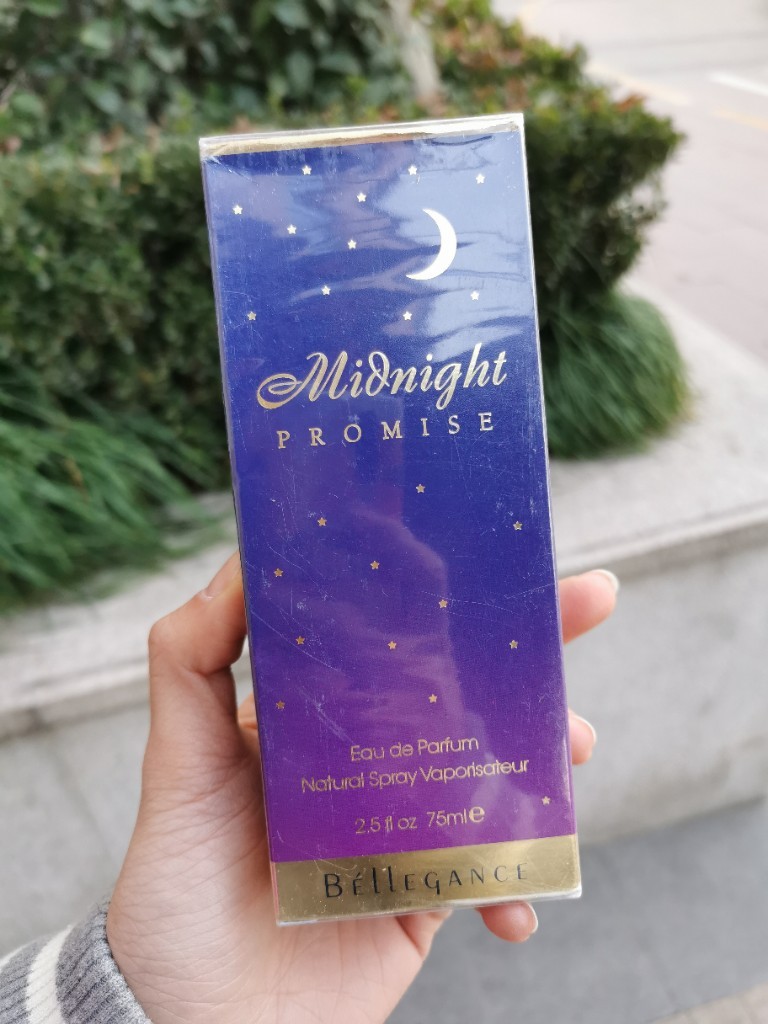 Midnight
PROMISE
Eau de Parfum
Natural Spray Vaporisateur
2.5 fl oz 75ml e
BéllEGANCE